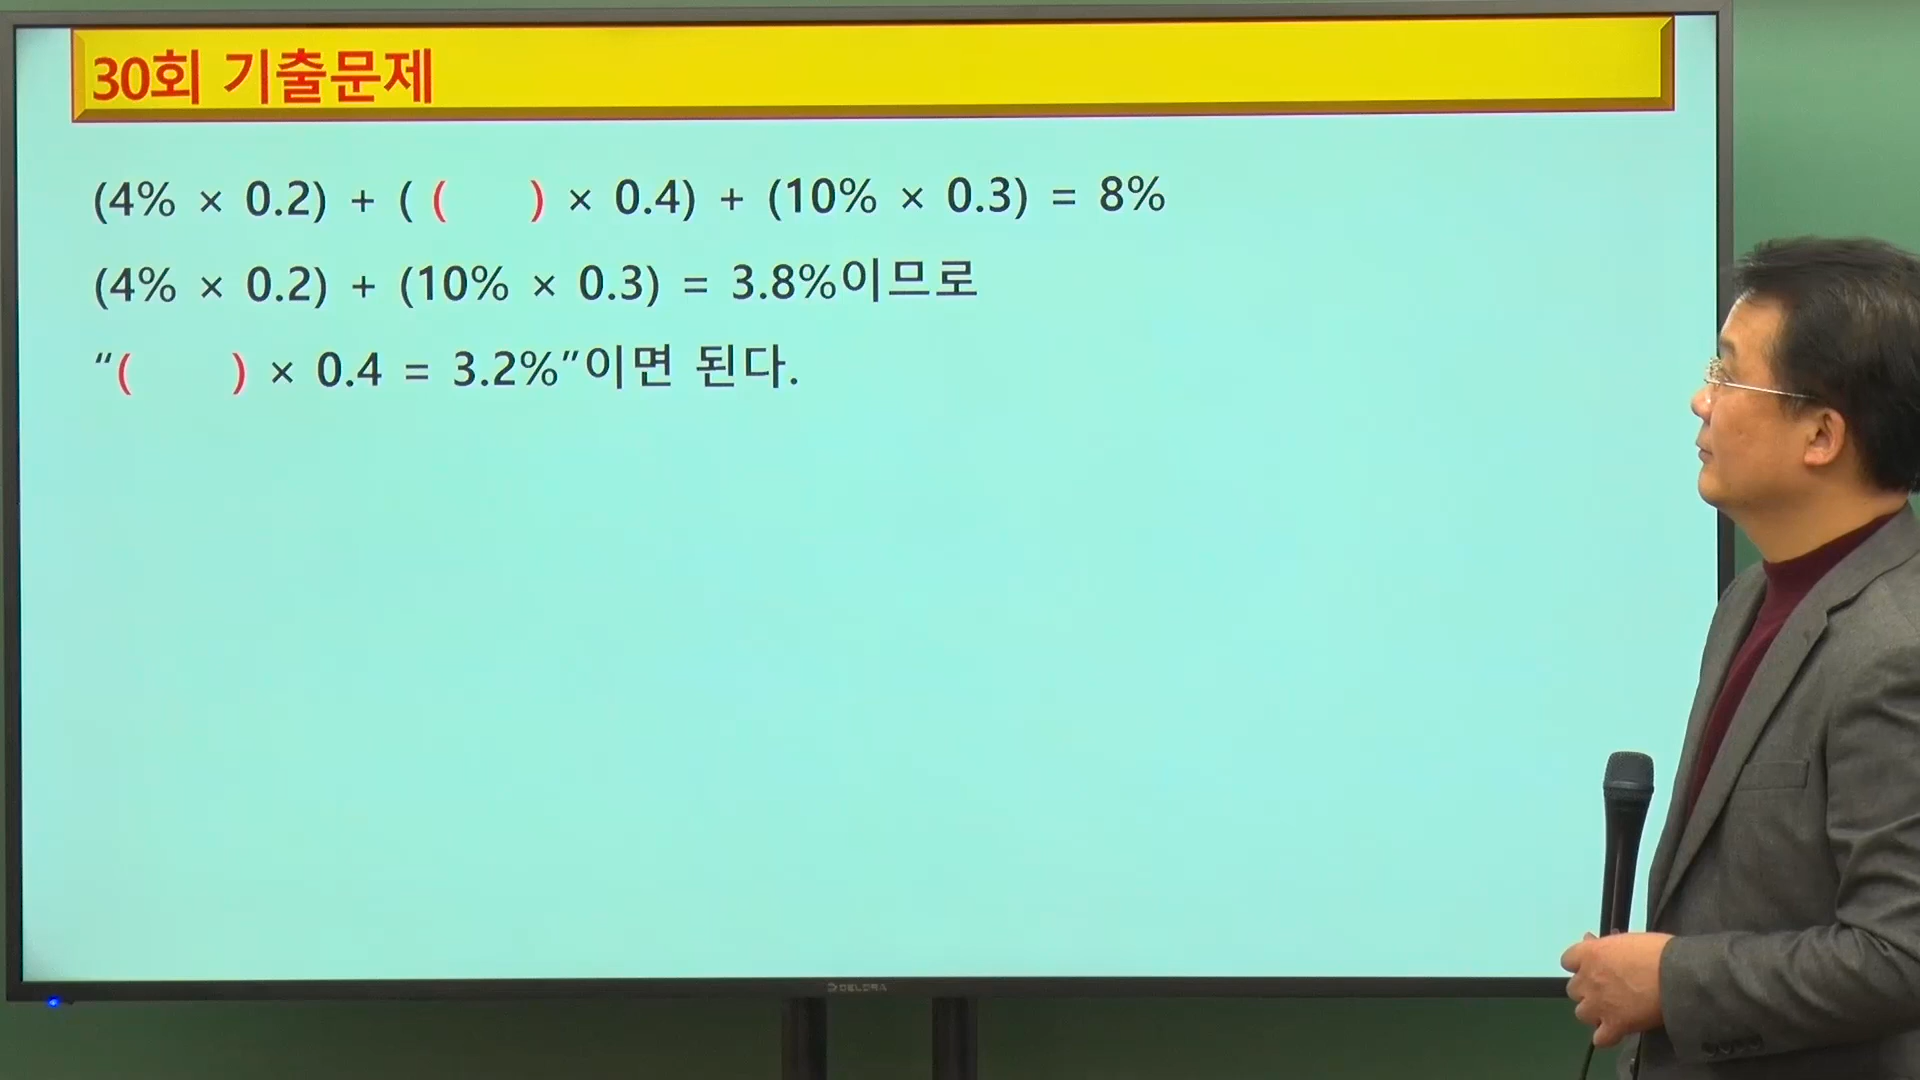 30회 기출문제
(4% × 0.2) + ( (     ) × 0.4) + (10% × 0.3) = 8%
(4% × 0.2) + (10% × 0.3) = 3.8%이므로
“(     ) × 0.4 = 3.2%”이면 된다.